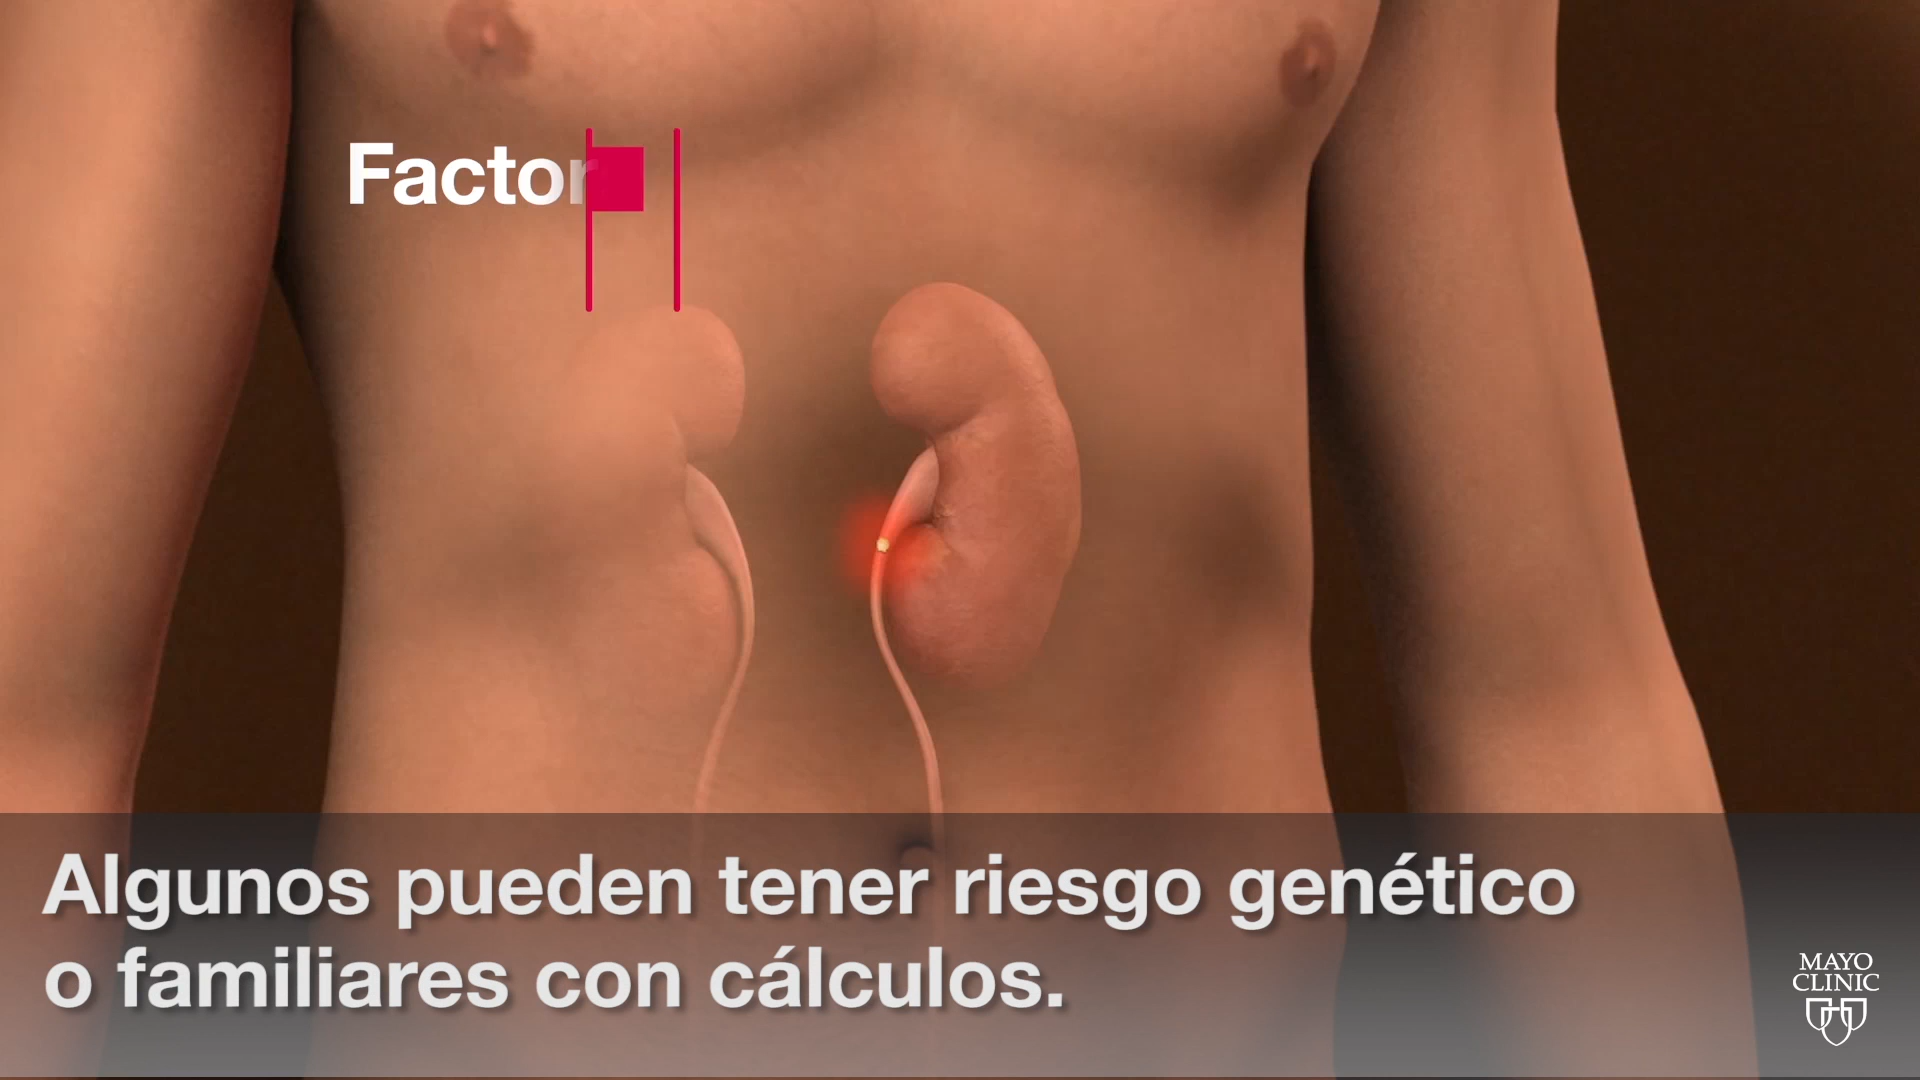 Factor
Algunos pueden tener riesgo genético
o familiares con cálculos.
MAYO
CLINIC